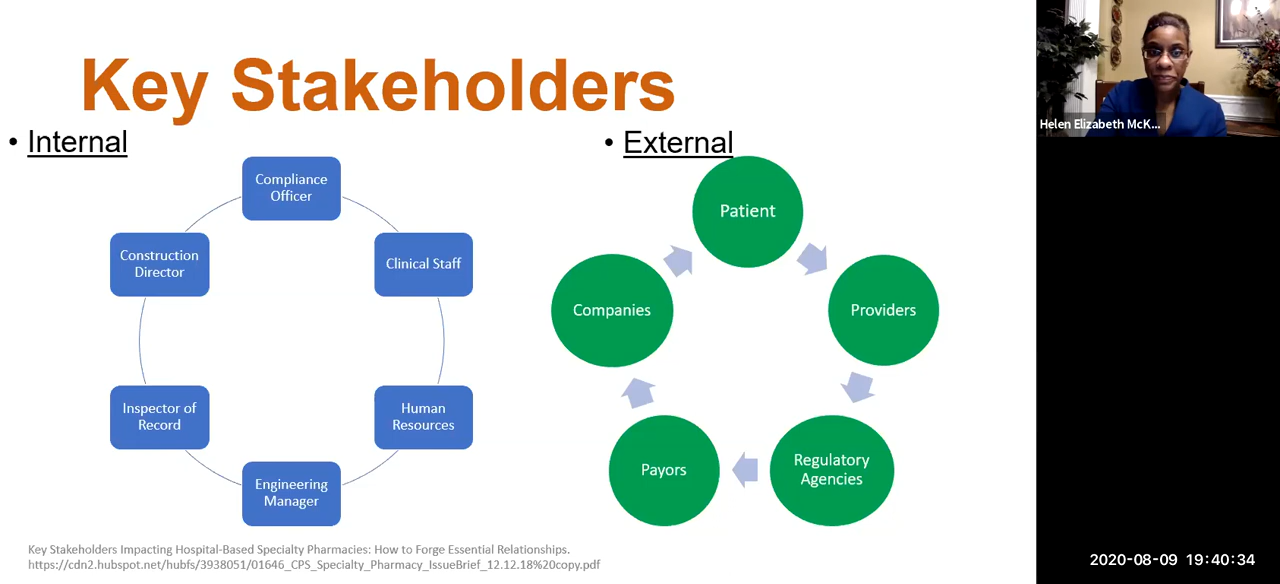 Key Stakeholders
• Internal
Compliance
Officer
Clinical Staff
Human
Resources
Engineering
Manager
Inspector of
Record
Construction
Director
• External
Patient
Providers
Regulatory
Agencies
Payors
Companies
Key Stakeholders Impacting Hospital-Based Specialty Pharmacies: How to Forge Essential Relationships.
https://cdn2.hubspot.net/hubfs/3938051/01646_CPS_Specialty_Pharmacy_IssueBrief_12.12.18%20copy.pdf
Helen Elizabeth McK...
2020-08-09 19:40:34